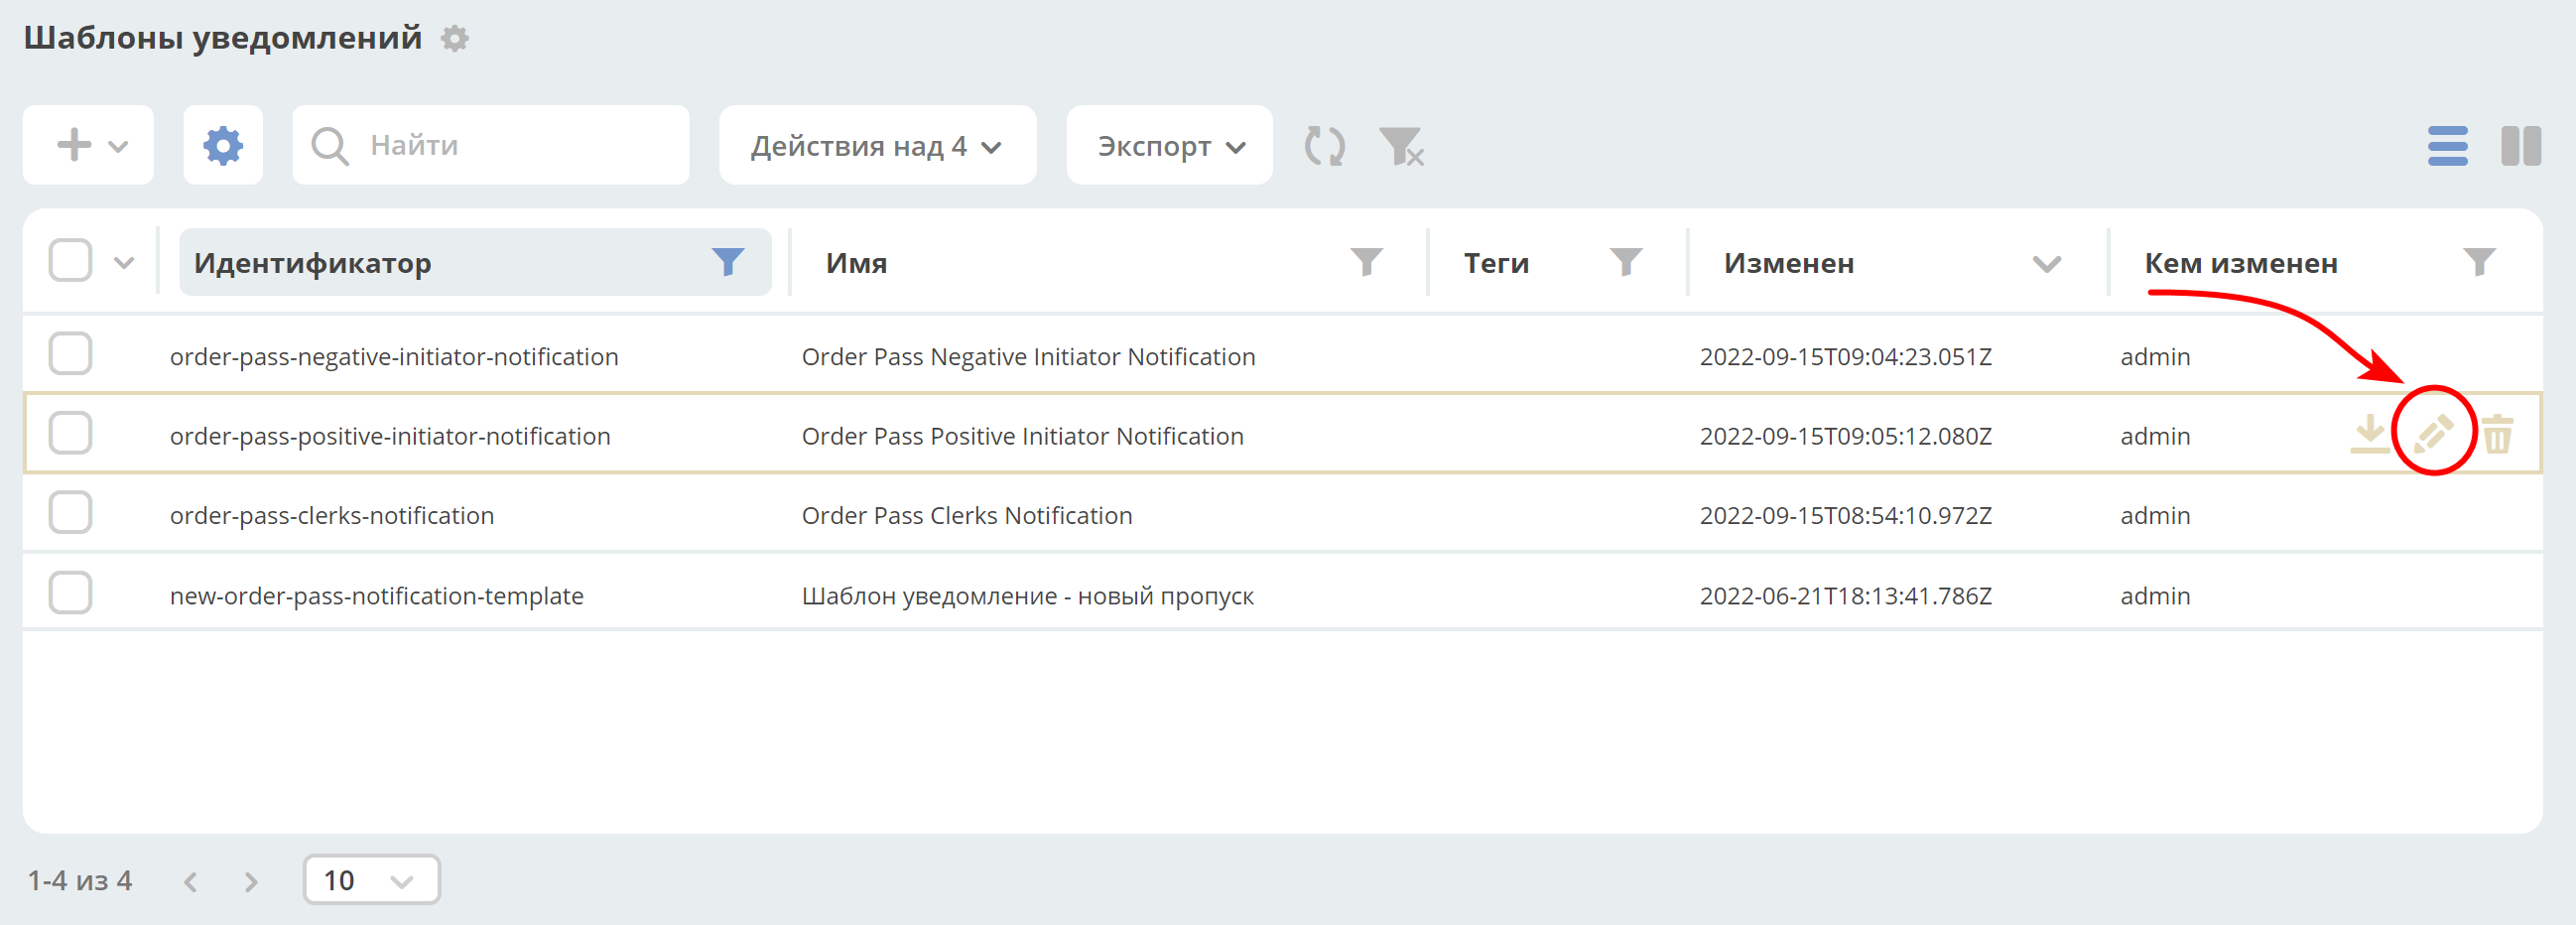 Шаблоны уведомлений
Найти
Действия над 4
Экспорт
Идентификатор Имя Теги Изменен Кем изменен
order-pass-negative-initiator-notification Order Pass Negative Initiator Notification 2022-09-15T09:04:23.051Z admin
order-pass-positive-initiator-notification Order Pass Positive Initiator Notification 2022-09-15T09:05:12.080Z admin
order-pass-clerks-notification Order Pass Clerks Notification 2022-09-15T08:54:10.972Z admin
new-order-pass-notification-template Шаблон уведомление - новый пропуск 2022-06-21T18:13:41.786Z admin
1-4 из 4 10